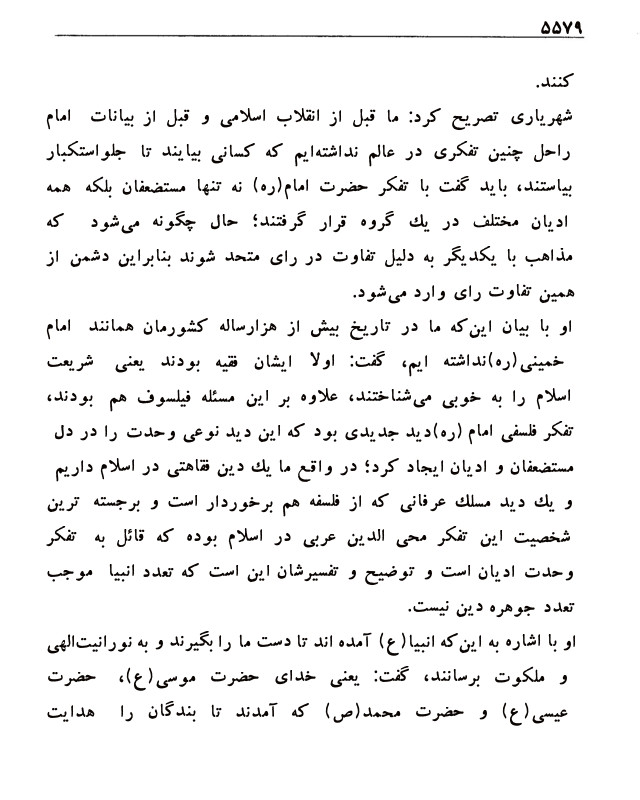 ۵۵۷۹
کنند.
شهریاری تصریح کرد: ما قبل از انقلاب اسلامی و قبل از بیانات امام
راحل چنین تفکری در عالم نداشته‌ایم که کسانی بیایند تا جلواستکبار
بیاستند، باید گفت با تفکر حضرت امام(ره) نه تنها مستضعفان بلکه همه
ادیان مختلف در یك گروه قرار گرفتند؛ حال چگونه می‌شود که
مذاهب با یکدیگر به دلیل تفاوت در رای متحد شوند بنابراین دشمن از
همین تفاوت رای وارد می‌شود.
او با بیان این‌که ما در تاریخ بیش از هزارساله کشورمان همانند امام
خمینی(ره)نداشته ایم، گفت: اولا ایشان فقیه بودند یعنی شریعت
اسلام را به خوبی می‌شناختند، علاوه بر این مسئله فیلسوف هم بودند،
تفکر فلسفی امام (ره)دید جدیدی بود که این دید نوعی وحدت را در دل
مستضعفان و ادیان ایجاد کرد؛ در واقع ما یك دین فقاهتی در اسلام داریم
و یك دید مسلك عرفانی که از فلسفه هم برخوردار است و برجسته ترین
شخصیت این تفکر محی الدین عربی در اسلام بوده که قائل به تفکر
وحدت ادیان است و توضیح و تفسیرشان این است که تعدد انبیا موجب
تعدد جوهره دین نیست.
او با اشاره به این‌که انبیا(ع) آمده اند تا دست ما را بگیرند و به نورانیت‌الهی
و ملکوت برسانند، گفت: یعنی خدای حضرت موسی(ع)، حضرت
عیسی(ع) و حضرت محمد(ص) که آمدند تا بندگان را هدایت